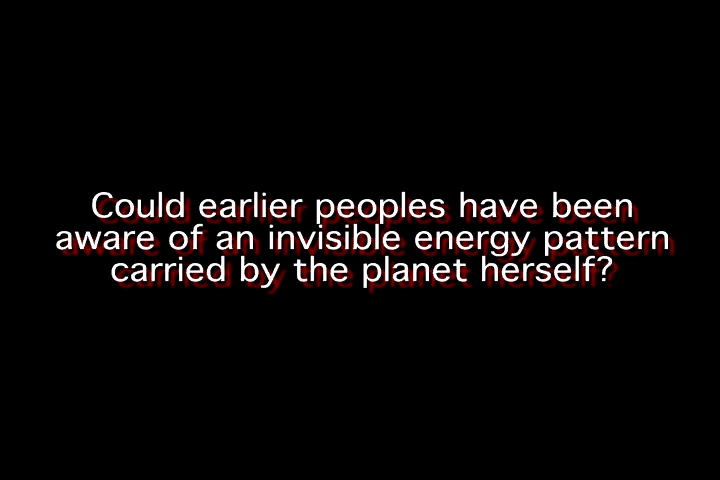 Could earlier peoples have been
aware of an invisible energy pattern
carried by the planet herself?